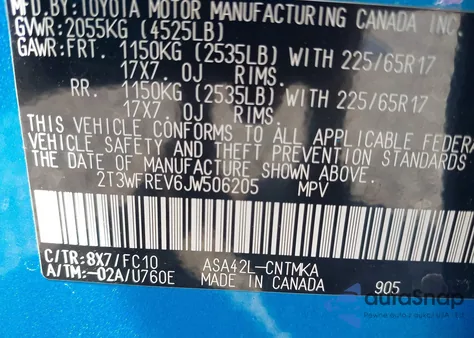 MFD.BY:TOYOTA MOTOR MANUFACTURING CANADA INC.
GVWR:2055KG (4525LB)
GAWR:FRT. 1150KG (2535LB) WITH 225/65R17
17X7.0J RIMS.
RR. 1150KG (2535LB) WITH 225/65R17
17X7.0J RIMS.
THIS VEHICLE CONFORMS TO ALL APPLICABLE FEDERA
VEHICLE SAFETY AND THEFT PREVENTION STANDARDS
THE DATE OF MANUFACTURE SHOWN ABOVE.
2T3WFREV6JW506205 MPV
C/TR:8X7/FC10 ASA42L-CNTMKA
A/TM:-02A/U760E MADE IN CANADA 905
autoSnap